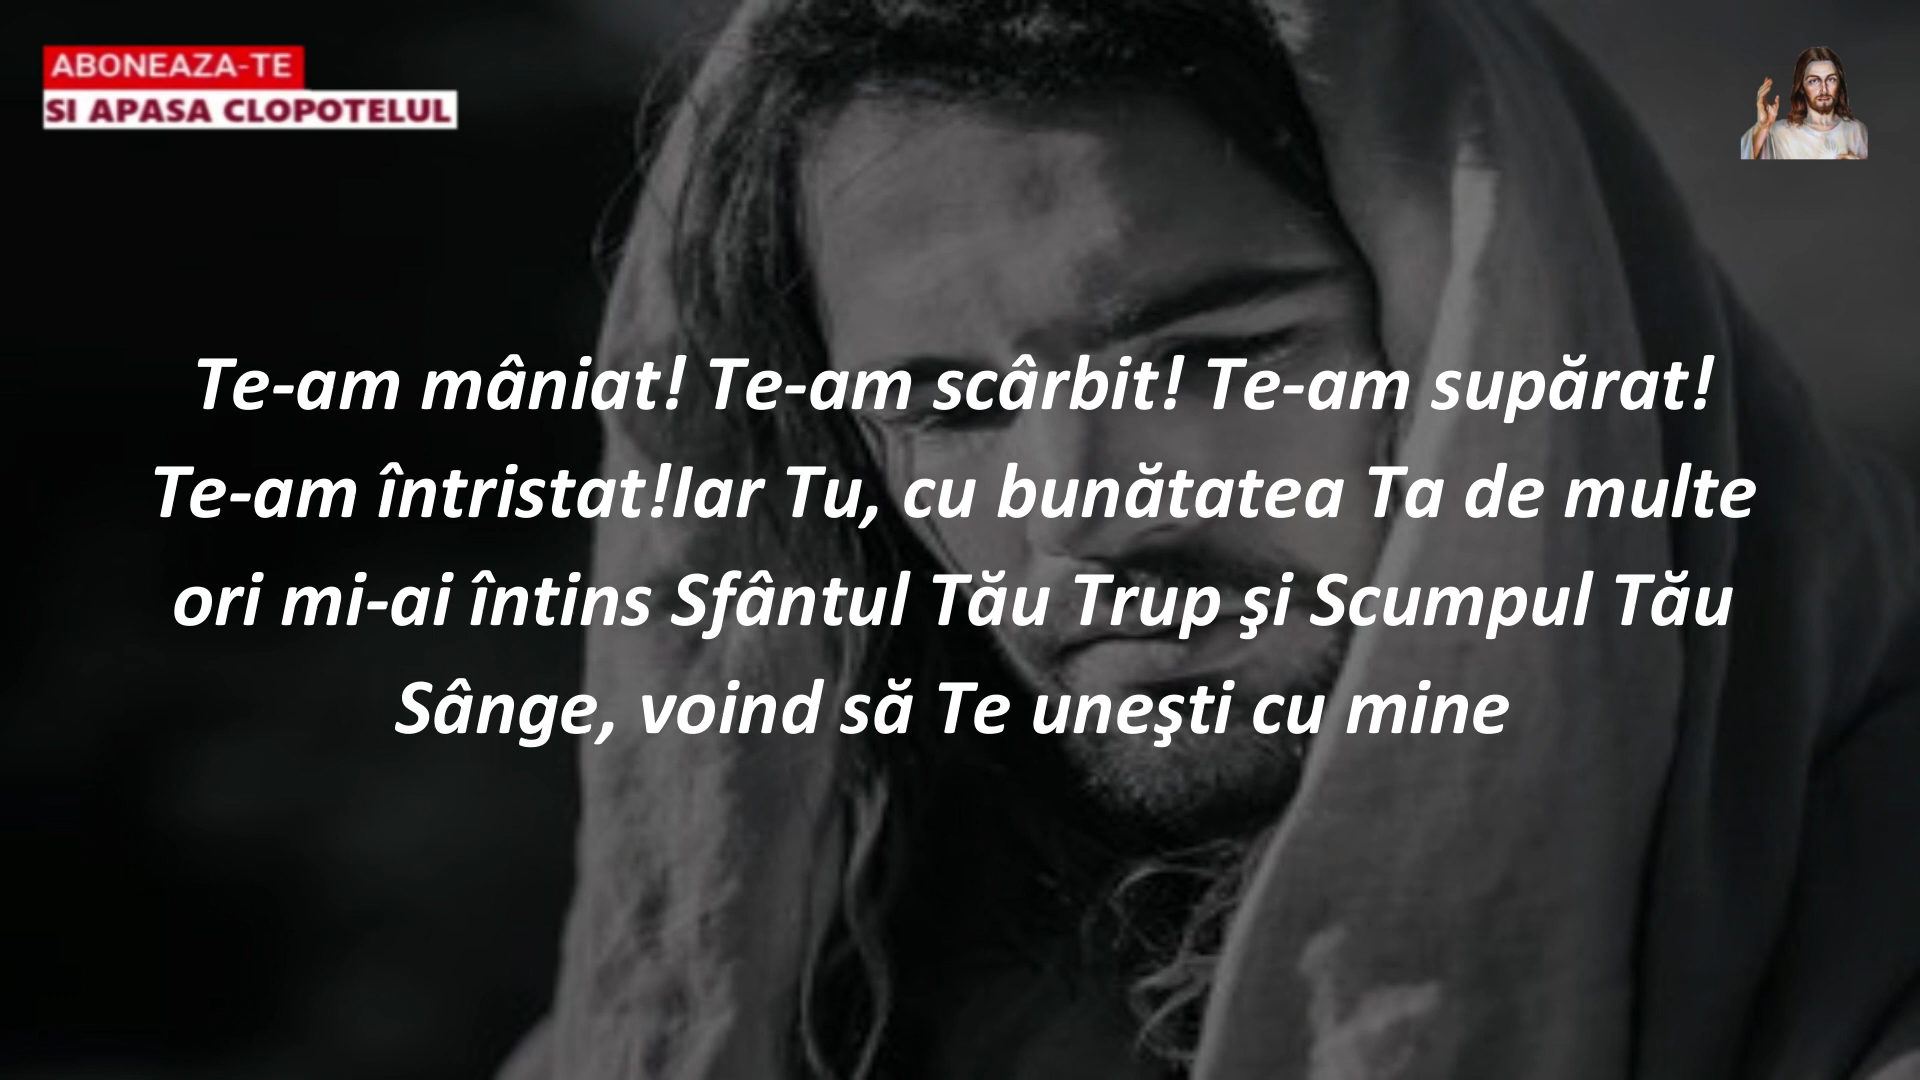 ABONEAZA-TE
SI APASA CLOPOTELUL
Te-am mâniat! Te-am scârbit! Te-am supărat!
Te-am întristat!Iar Tu, cu bunătatea Ta de multe
ori mi-ai întins Sfântul Tău Trup şi Scumpul Tău
Sânge, voind să Te uneşti cu mine